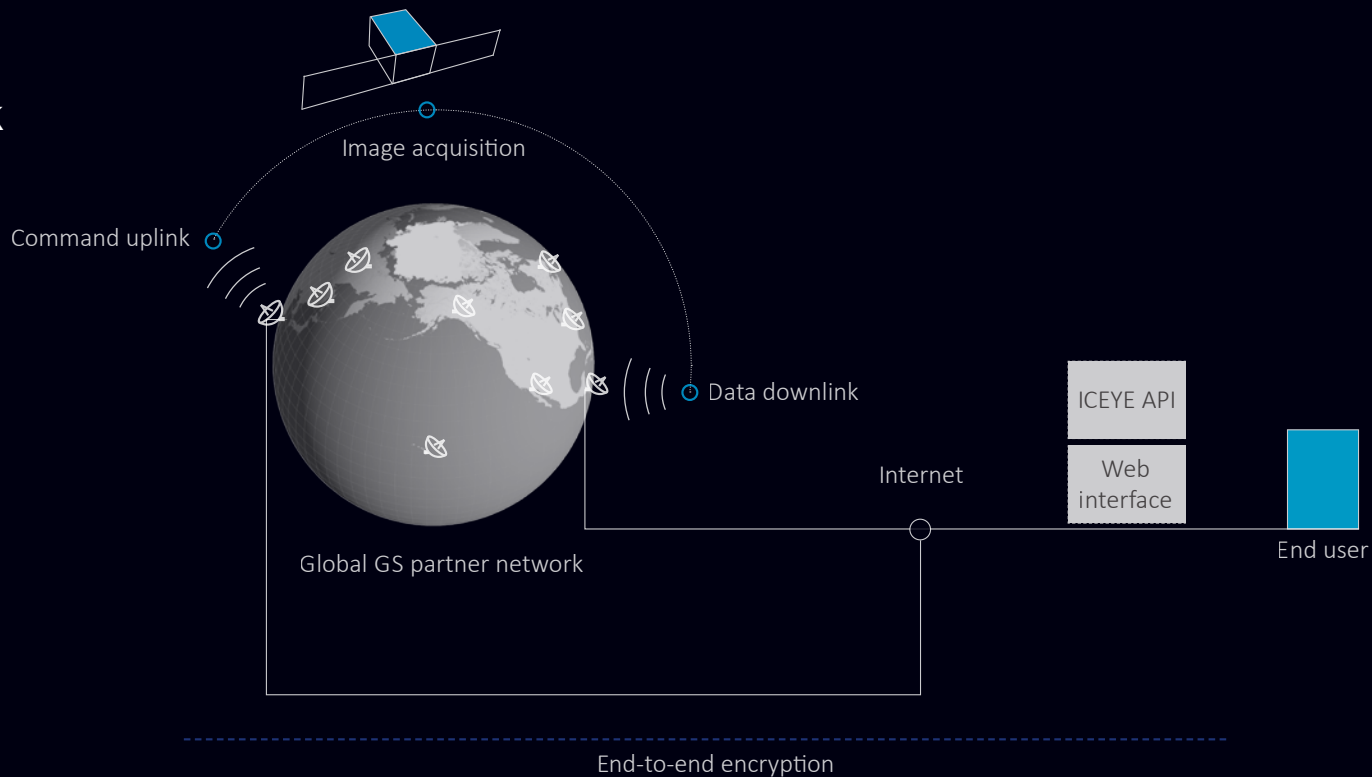 Image acquisition
Command uplink
Data downlink
ICEYE API
Web
interface
Internet
End user
Global GS partner network
End-to-end encryption